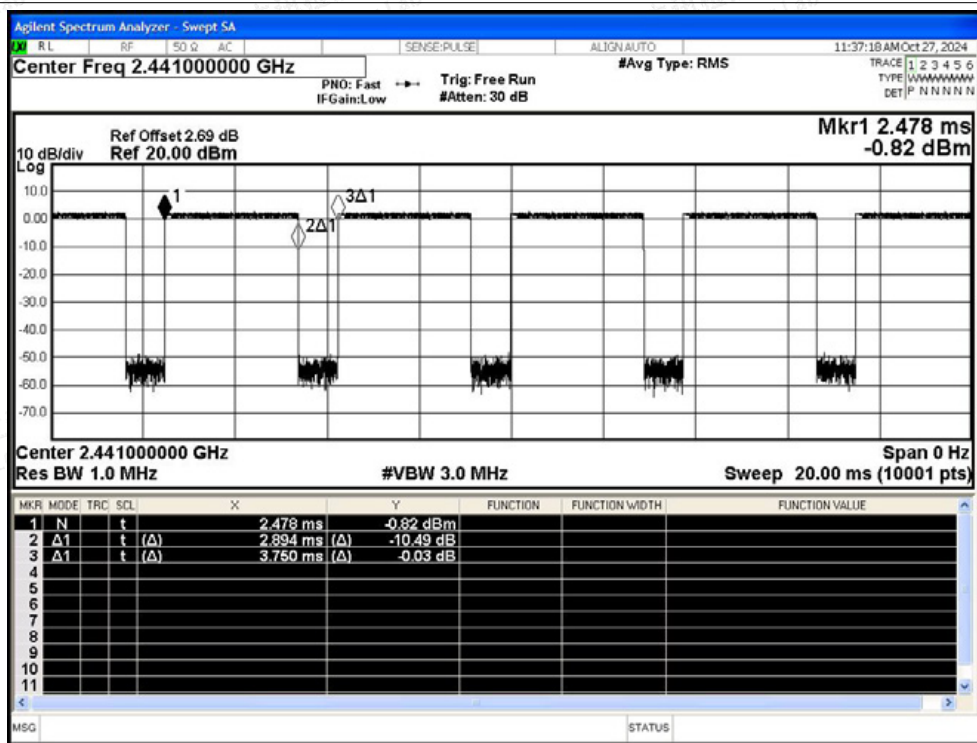 Agilent Spectrum Analyzer - Swept SA
RL RF 50 Ω AC SENSE:PULSE ALIGN AUTO 11:37:18 AM Oct 27, 2024
Center Freq 2.441000000 GHz #Avg Type: RMS TRACE 1 2 3 4 5 6
PNO: Fast Trig: Free Run TYPE WWWWWW
IFGain:Low #Atten: 30 dB DET P N N N N N
Ref Offset 2.69 dB Mkr1 2.478 ms
10 dB/div Ref 20.00 dBm -0.82 dBm
Log
10.0
1 3Δ1
0.00
2Δ1
-10.0
-20.0
-30.0
-40.0
-50.0
-60.0
-70.0
Center 2.441000000 GHz Span 0 Hz
Res BW 1.0 MHz #VBW 3.0 MHz Sweep 20.00 ms (10001 pts)
MKR MODE TRC SCL X Y FUNCTION FUNCTION WIDTH FUNCTION VALUE
1 N t 2.478 ms -0.82 dBm
2 Δ1 t (Δ) 2.894 ms (Δ) -10.49 dB
3 Δ1 t (Δ) 3.750 ms (Δ) -0.03 dB
4
5
6
7
8
9
10
11
MSG STATUS